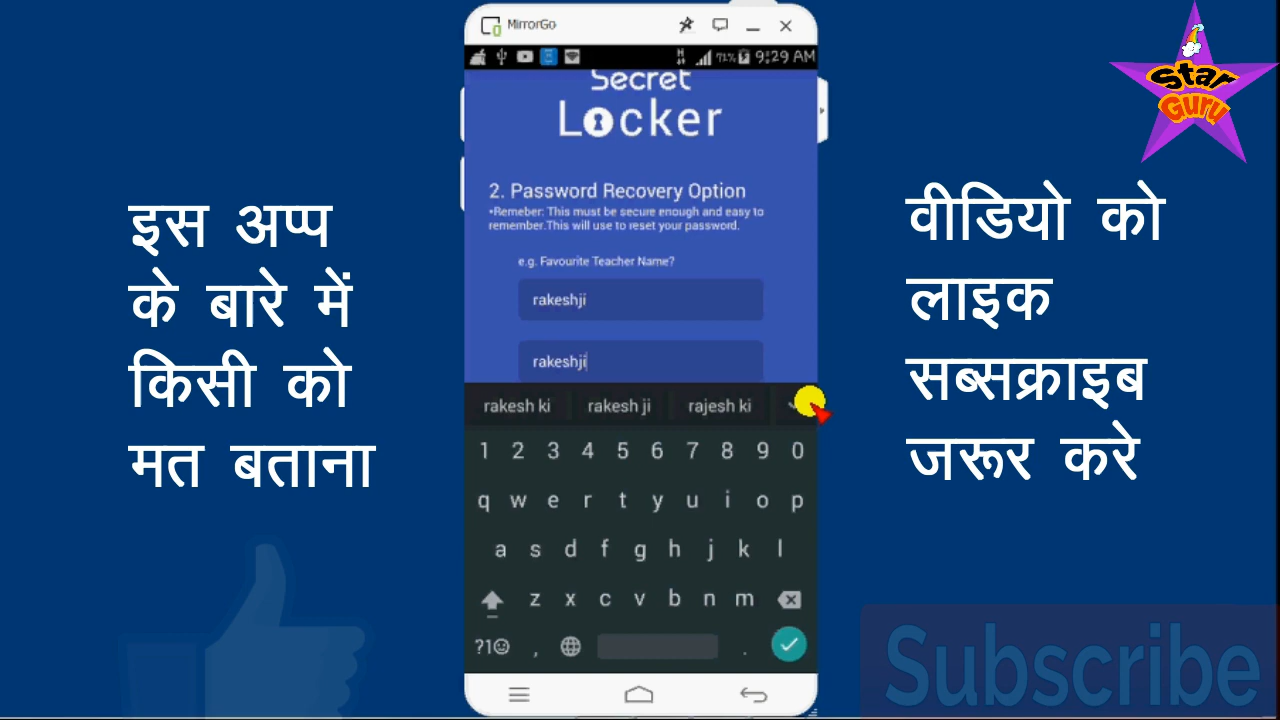 MirrorGo
71% 9:29 AM
Star
Guru
Secret
Locker
2. Password Recovery Option
•Remeber: This must be secure enough and easy to
remember.This will use to reset your password.
e.g. Favourite Teacher Name?
rakeshji
rakeshji
rakesh ki rakesh ji rajesh ki
1 2 3 4 5 6 7 8 9 0
q w e r t y u i o p
a s d f g h j k l
z x c v b n m
?1☺ , .
इस अप्प
के बारे में
किसी को
मत बताना
वीडियो को
लाइक
सब्सक्राइब
जरूर करे
Subscribe